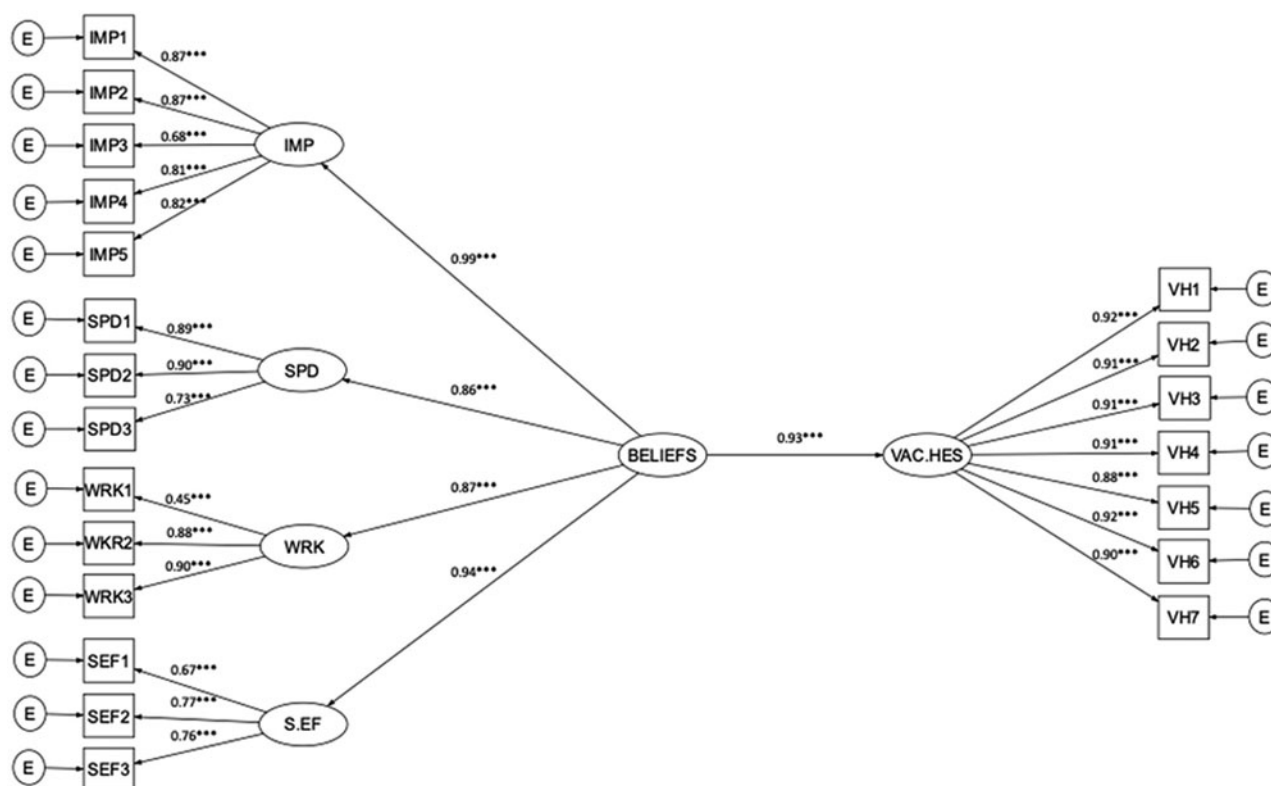 E IMP1
0.87***
E IMP2
0.87***
E IMP3 0.68*** IMP
0.81***
E IMP4
0.82***
E IMP5
0.99***
E SPD1
0.89***
E SPD2 0.90*** SPD
0.73***
E SPD3
0.86***
E WRK1
0.45***
E WKR2 0.88*** WRK
0.90***
E WRK3
0.87***
E SEF1
0.67***
E SEF2 0.77*** S.EF
0.76***
E SEF3
0.94***
BELIEFS 0.93*** VAC.HES
VH1 E
0.92***
VH2 E
0.91***
VH3 E
0.91***
VH4 E
0.91***
VH5 E
0.88***
VH6 E
0.92***
VH7 E
0.90***